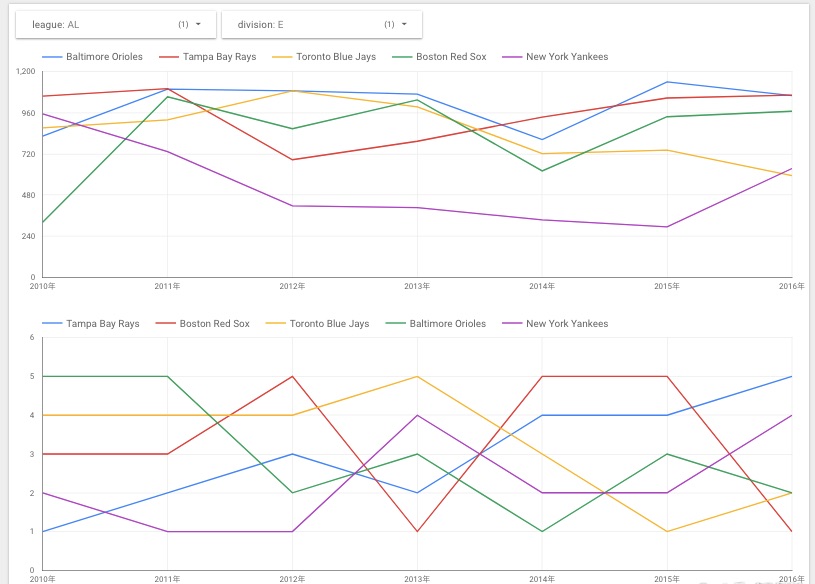 league: AL (1) division: E (1)
Baltimore Orioles Tampa Bay Rays Toronto Blue Jays Boston Red Sox New York Yankees
1,200
960
720
480
240
0
2010年 2011年 2012年 2013年 2014年 2015年 2016年
Tampa Bay Rays Boston Red Sox Toronto Blue Jays Baltimore Orioles New York Yankees
6
5
4
3
2
1
0
2010年 2011年 2012年 2013年 2014年 2015年 2016年